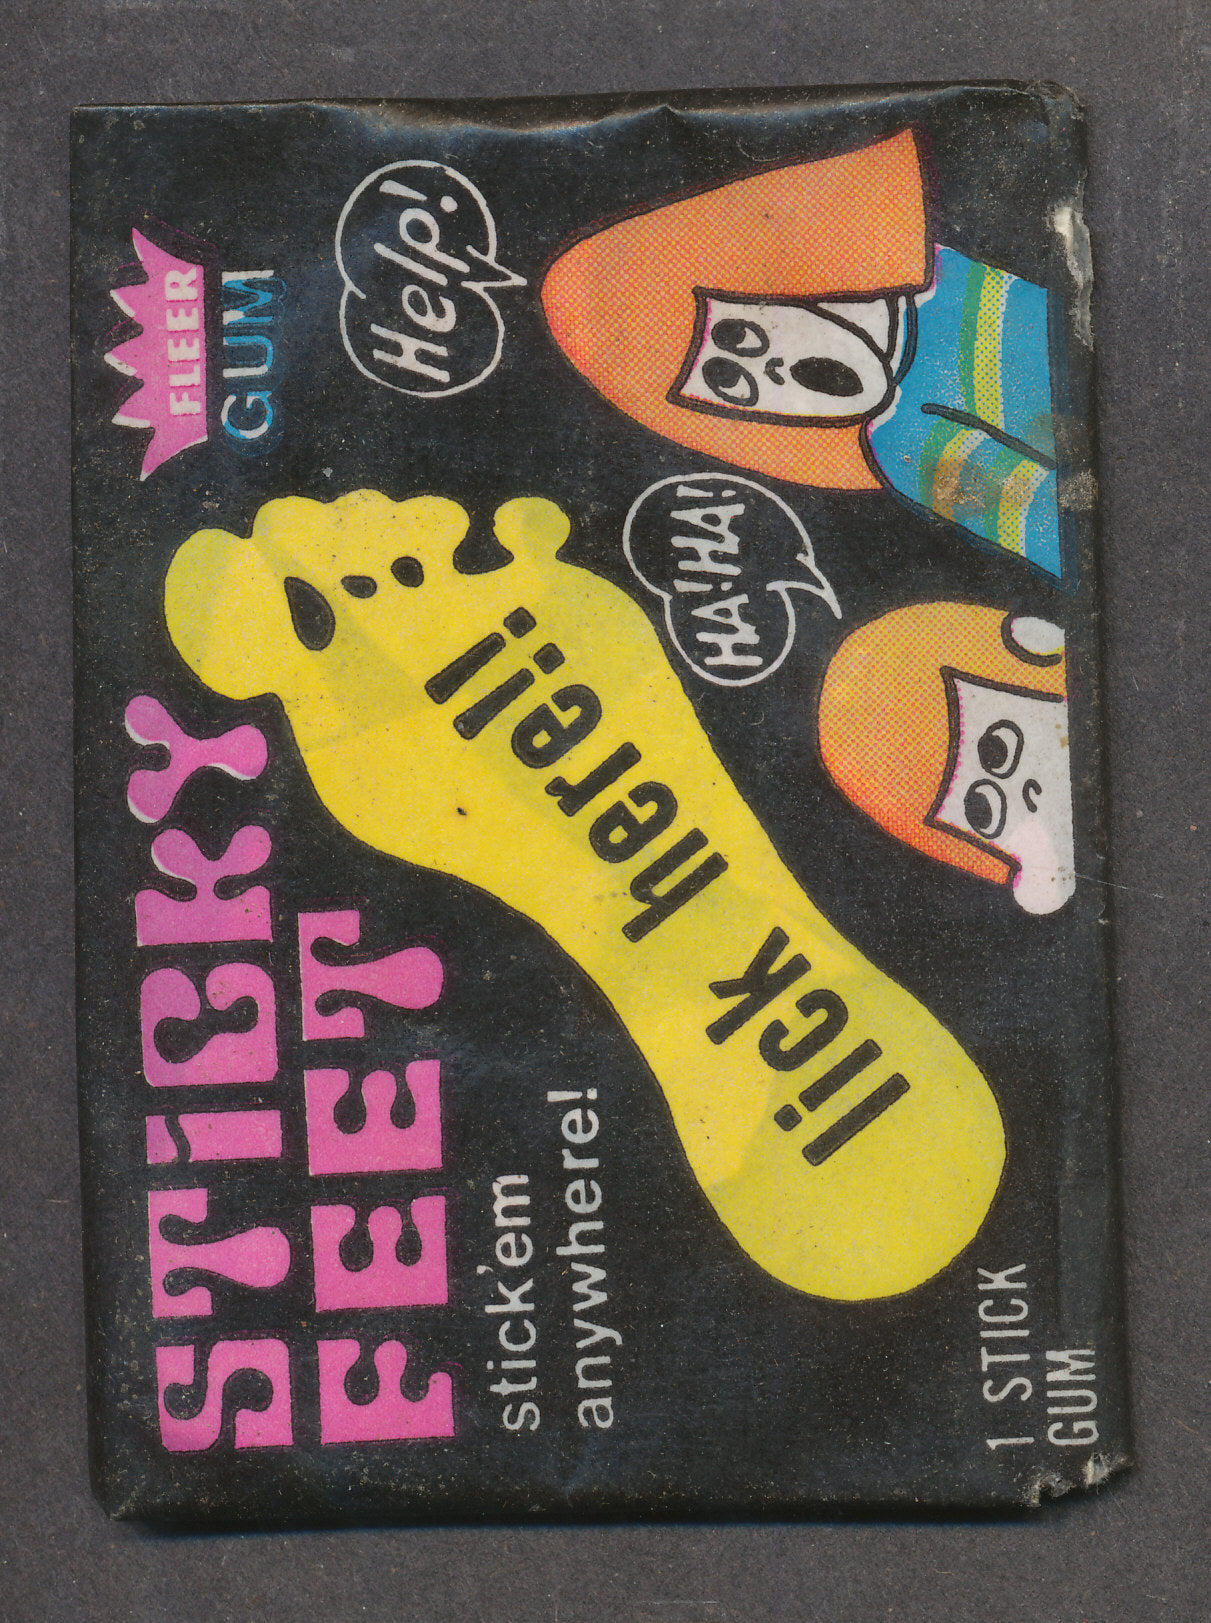 STICKY
FEET
stick'em
anywhere!
FLEER
GUM
Help!
HA!HA!
lick here!!
1 STICK
GUM